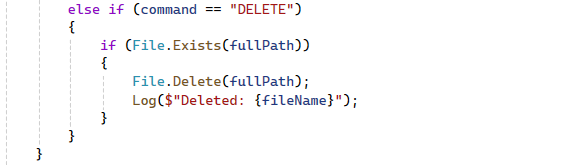 else if (command == "DELETE")
{
if (File.Exists(fullPath))
{
File.Delete(fullPath);
Log($"Deleted: {fileName}");
}
}
}